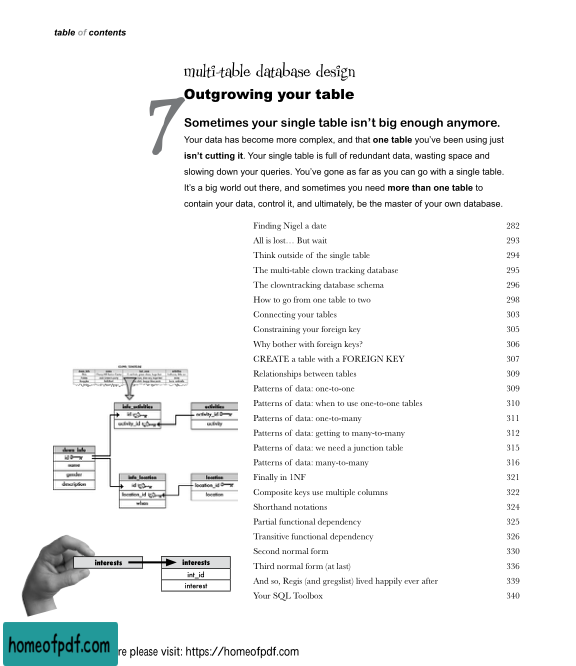 table of contents
multi-table database design
7
Outgrowing your table
Sometimes your single table isn't big enough anymore.
Your data has become more complex, and that one table you've been using just
isn't cutting it. Your single table is full of redundant data, wasting space and
slowing down your queries. You've gone as far as you can go with a single table.
It's a big world out there, and sometimes you need more than one table to
contain your data, control it, and ultimately, be the master of your own database.
Finding Nigel a date 282
All is lost… But wait 293
Think outside of the single table 294
The multi-table clown tracking database 295
The clowntracking database schema 296
How to go from one table to two 298
Connecting your tables 303
Constraining your foreign key 305
Why bother with foreign keys? 306
CREATE a table with a FOREIGN KEY 307
Relationships between tables 309
Patterns of data: one-to-one 309
Patterns of data: when to use one-to-one tables 310
Patterns of data: one-to-many 311
Patterns of data: getting to many-to-many 312
Patterns of data: we need a junction table 315
Patterns of data: many-to-many 316
Finally in 1NF 321
Composite keys use multiple columns 322
Shorthand notations 324
Partial functional dependency 325
Transitive functional dependency 326
Second normal form 330
Third normal form (at last) 336
And so, Regis (and gregslist) lived happily ever after 339
Your SQL Toolbox 340
info_activities
id
activity_id
activities
activity_id
activity
clown_info
id
name
gender
description
info_location
id
location_id
when
location
location_id
location
interests
interests
int_id
interest
homeofpdf.com
re please visit: https://homeofpdf.com